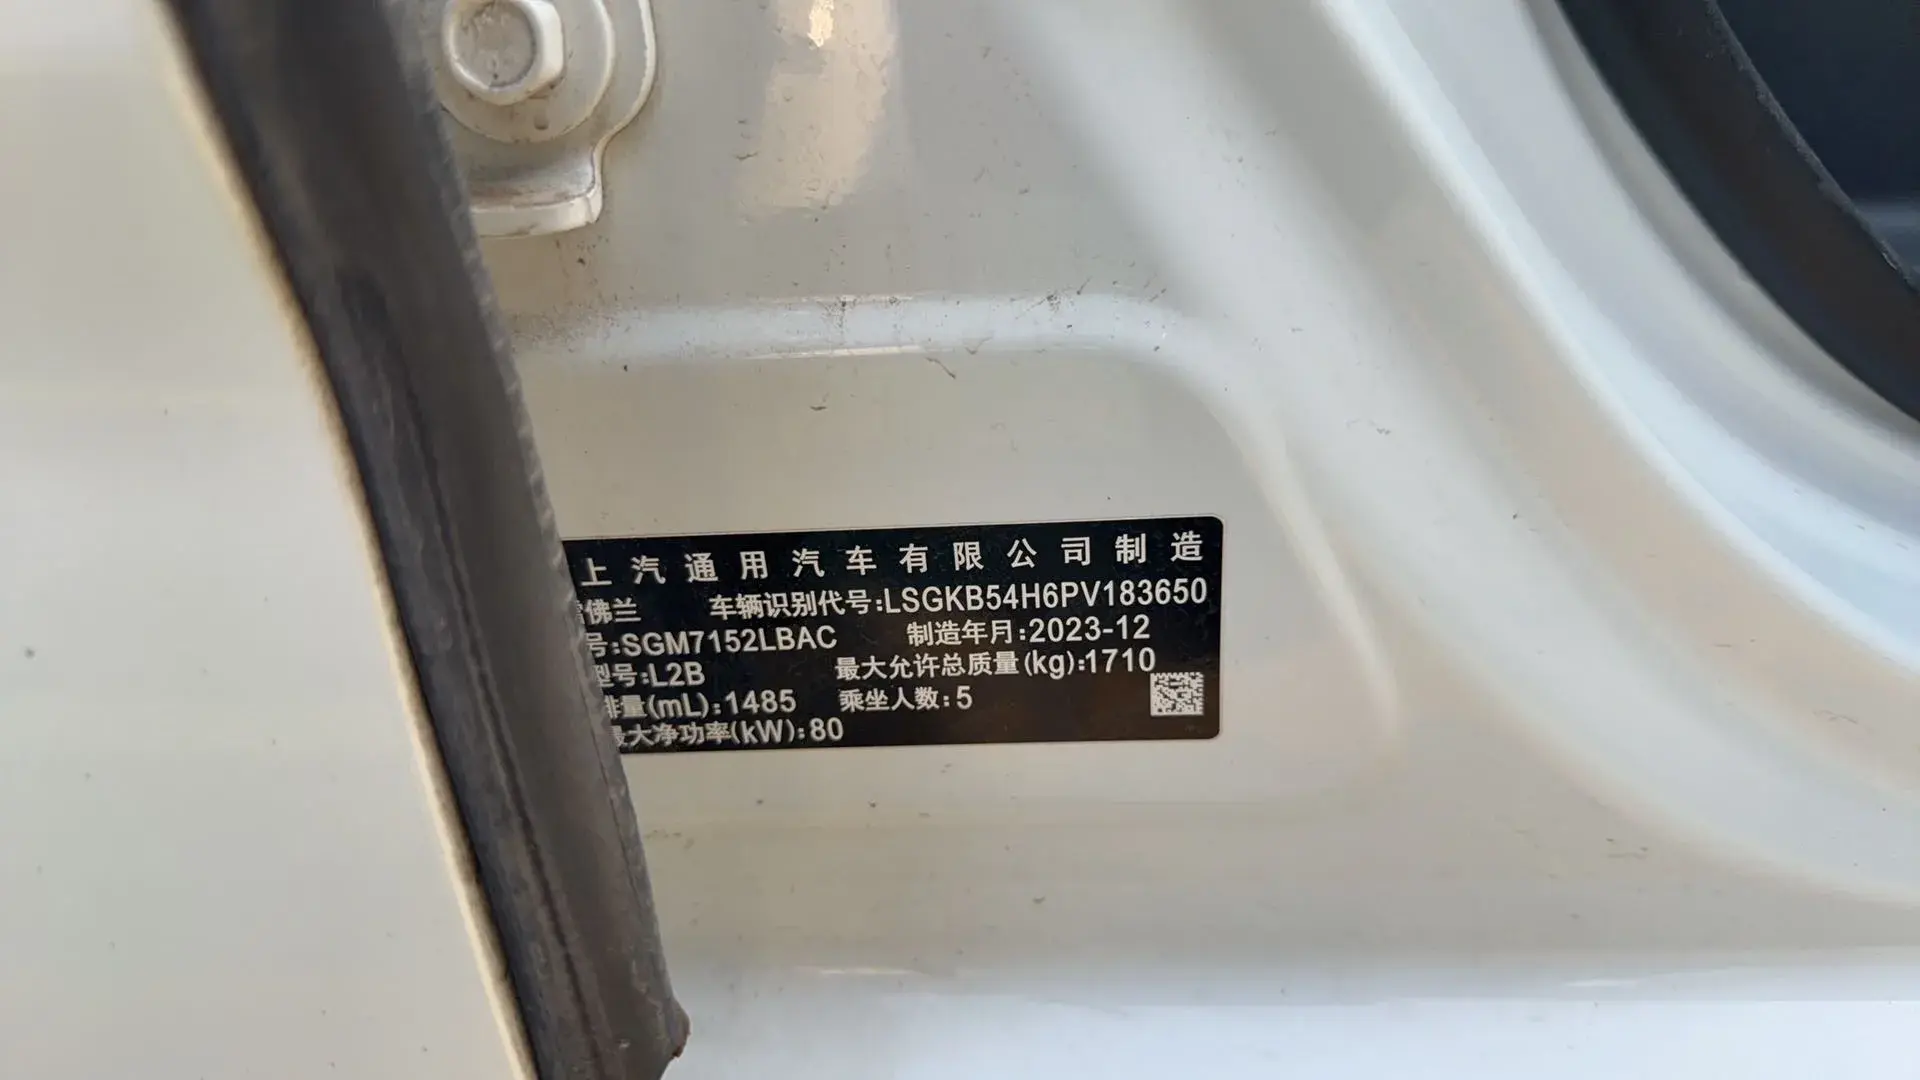 上汽通用汽车有限公司制造
佛兰 车辆识别代号:LSGKB54H6PV183650
号:SGM7152LBAC 制造年月:2023-12
型号:L2B 最大允许总质量(kg):1710
排量(mL):1485 乘坐人数:5
最大净功率(kW):80